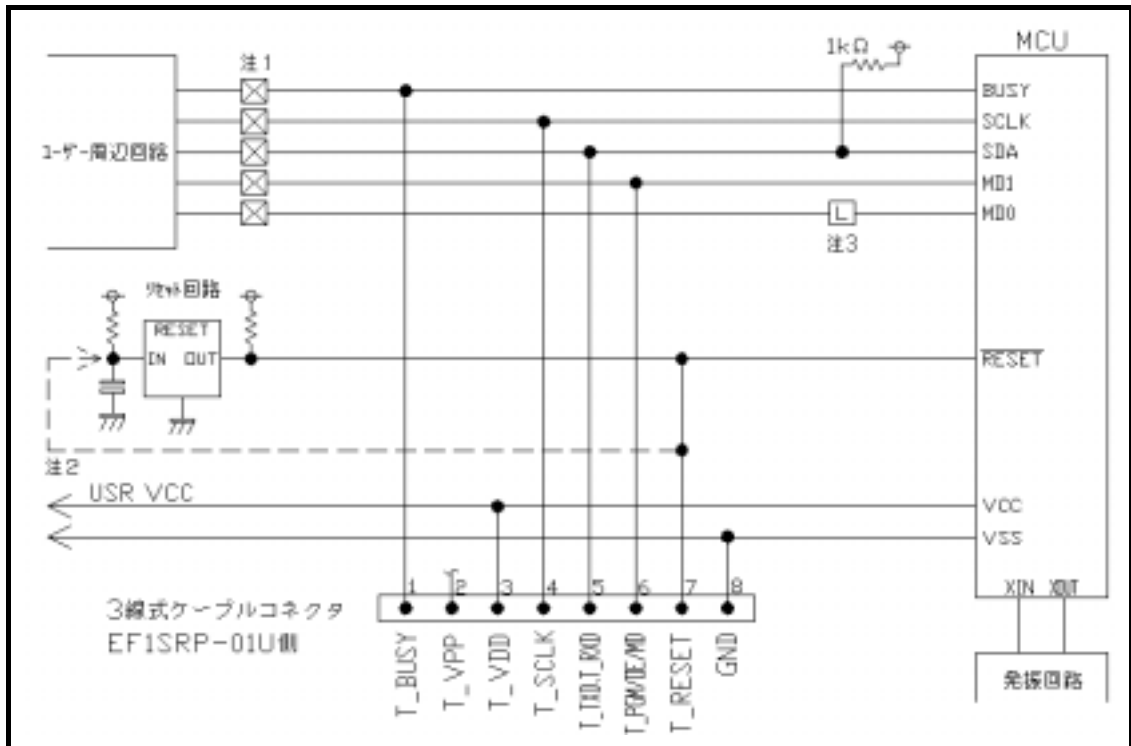 注1
1kΩ
MCU
ユーザー周辺回路
BUSY
SCLK
SDA
MD1
MD0
L
注3
リセット回路
RESET
IN OUT
RESET
注2
USR VCC
VCC
VSS
XIN XOUT
発振回路
1 2 3 4 5 6 7 8
3線式ケーブルコネクタ
EF1SRP-01U側
T_BUSY
T_VPP
T_VDD
T_SCLK
T_TXD,T_RXD
T_PGM/OE/MD
T_RESET
GND